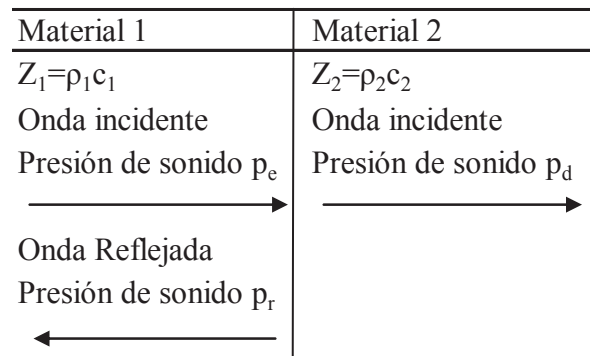 Material 1
Z₁=ρ₁c₁
Onda incidente
Presión de sonido pₑ
Onda Reflejada
Presión de sonido pᵣ
Material 2
Z₂=ρ₂c₂
Onda incidente
Presión de sonido p_d